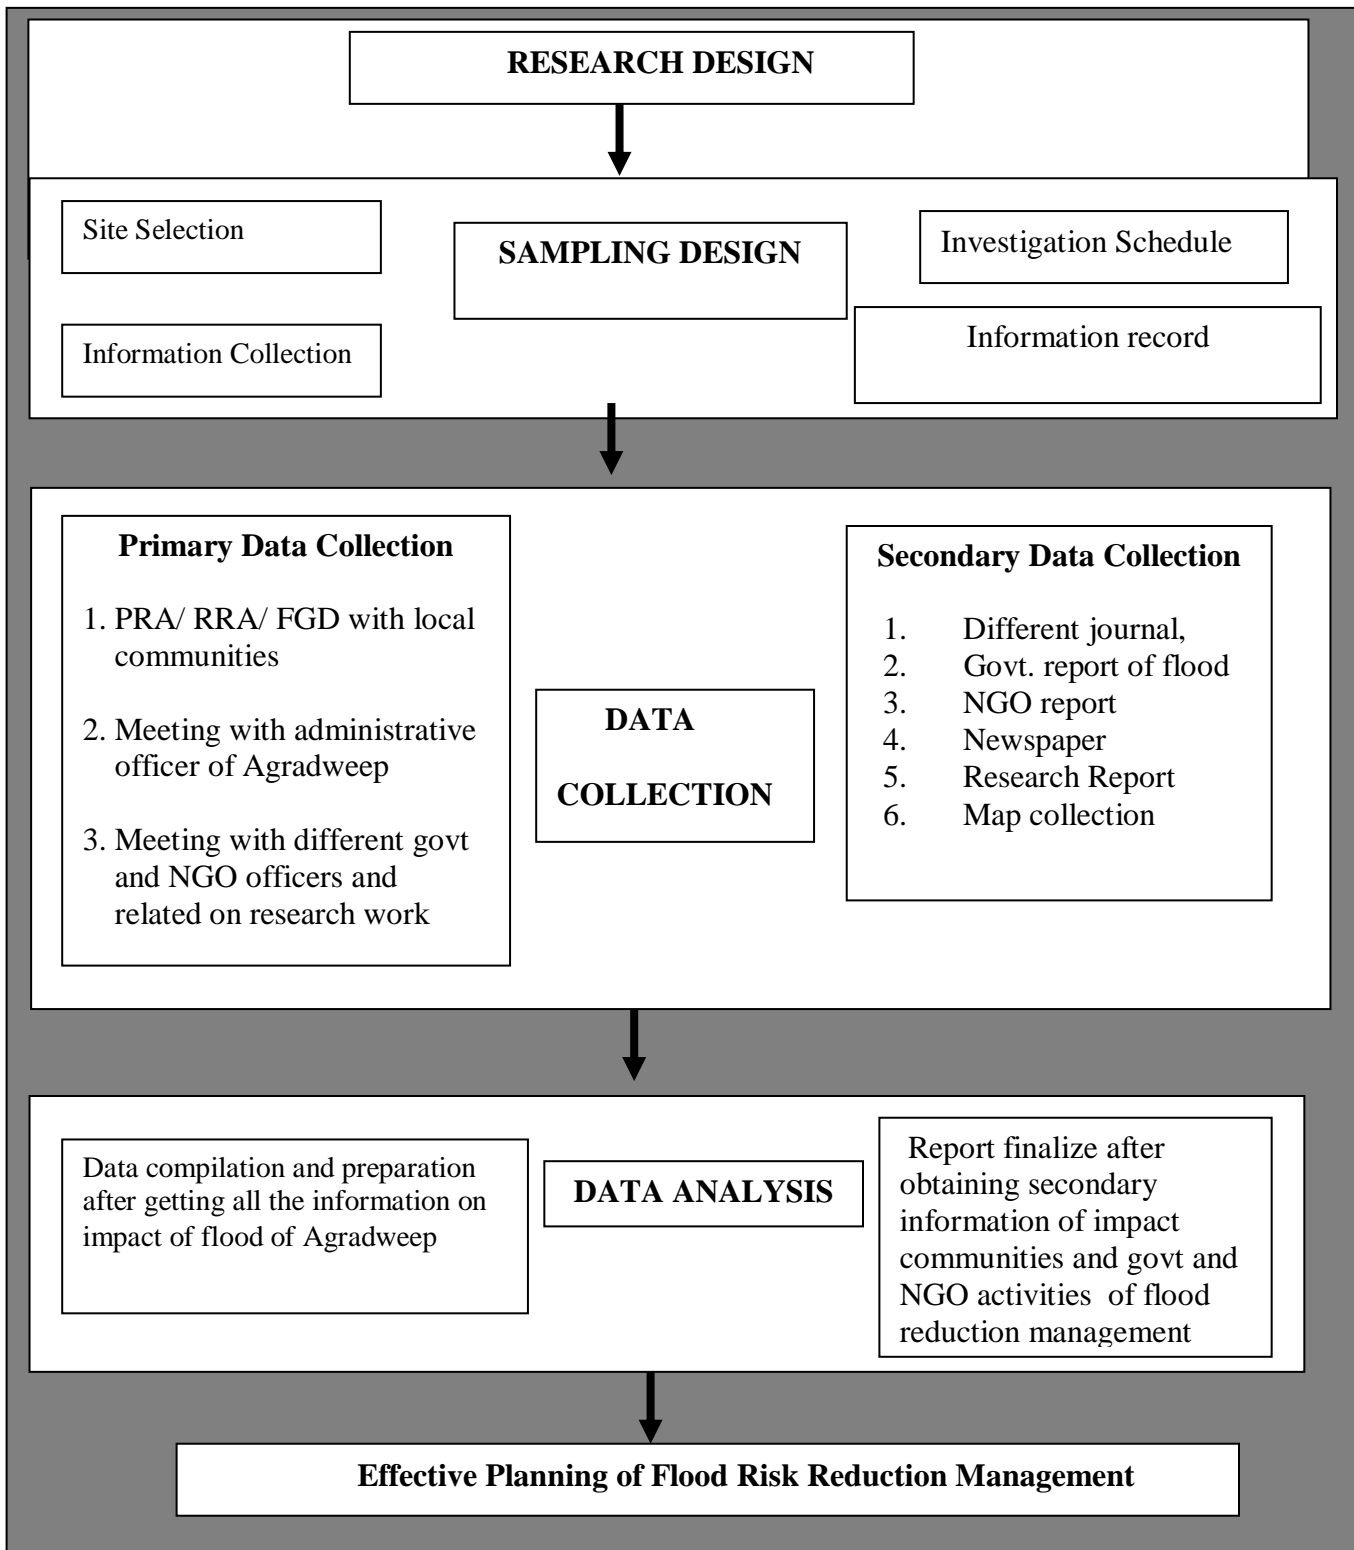 RESEARCH DESIGN
Site Selection
Information Collection
SAMPLING DESIGN
Investigation Schedule
Information record
Primary Data Collection
1. PRA/ RRA/ FGD with local
communities
2. Meeting with administrative
officer of Agradweep
3. Meeting with different govt
and NGO officers and
related on research work
DATA
COLLECTION
Secondary Data Collection
1. Different journal,
2. Govt. report of flood
3. NGO report
4. Newspaper
5. Research Report
6. Map collection
Data compilation and preparation
after getting all the information on
impact of flood of Agradweep
DATA ANALYSIS
Report finalize after
obtaining secondary
information of impact
communities and govt and
NGO activities of flood
reduction management
Effective Planning of Flood Risk Reduction Management